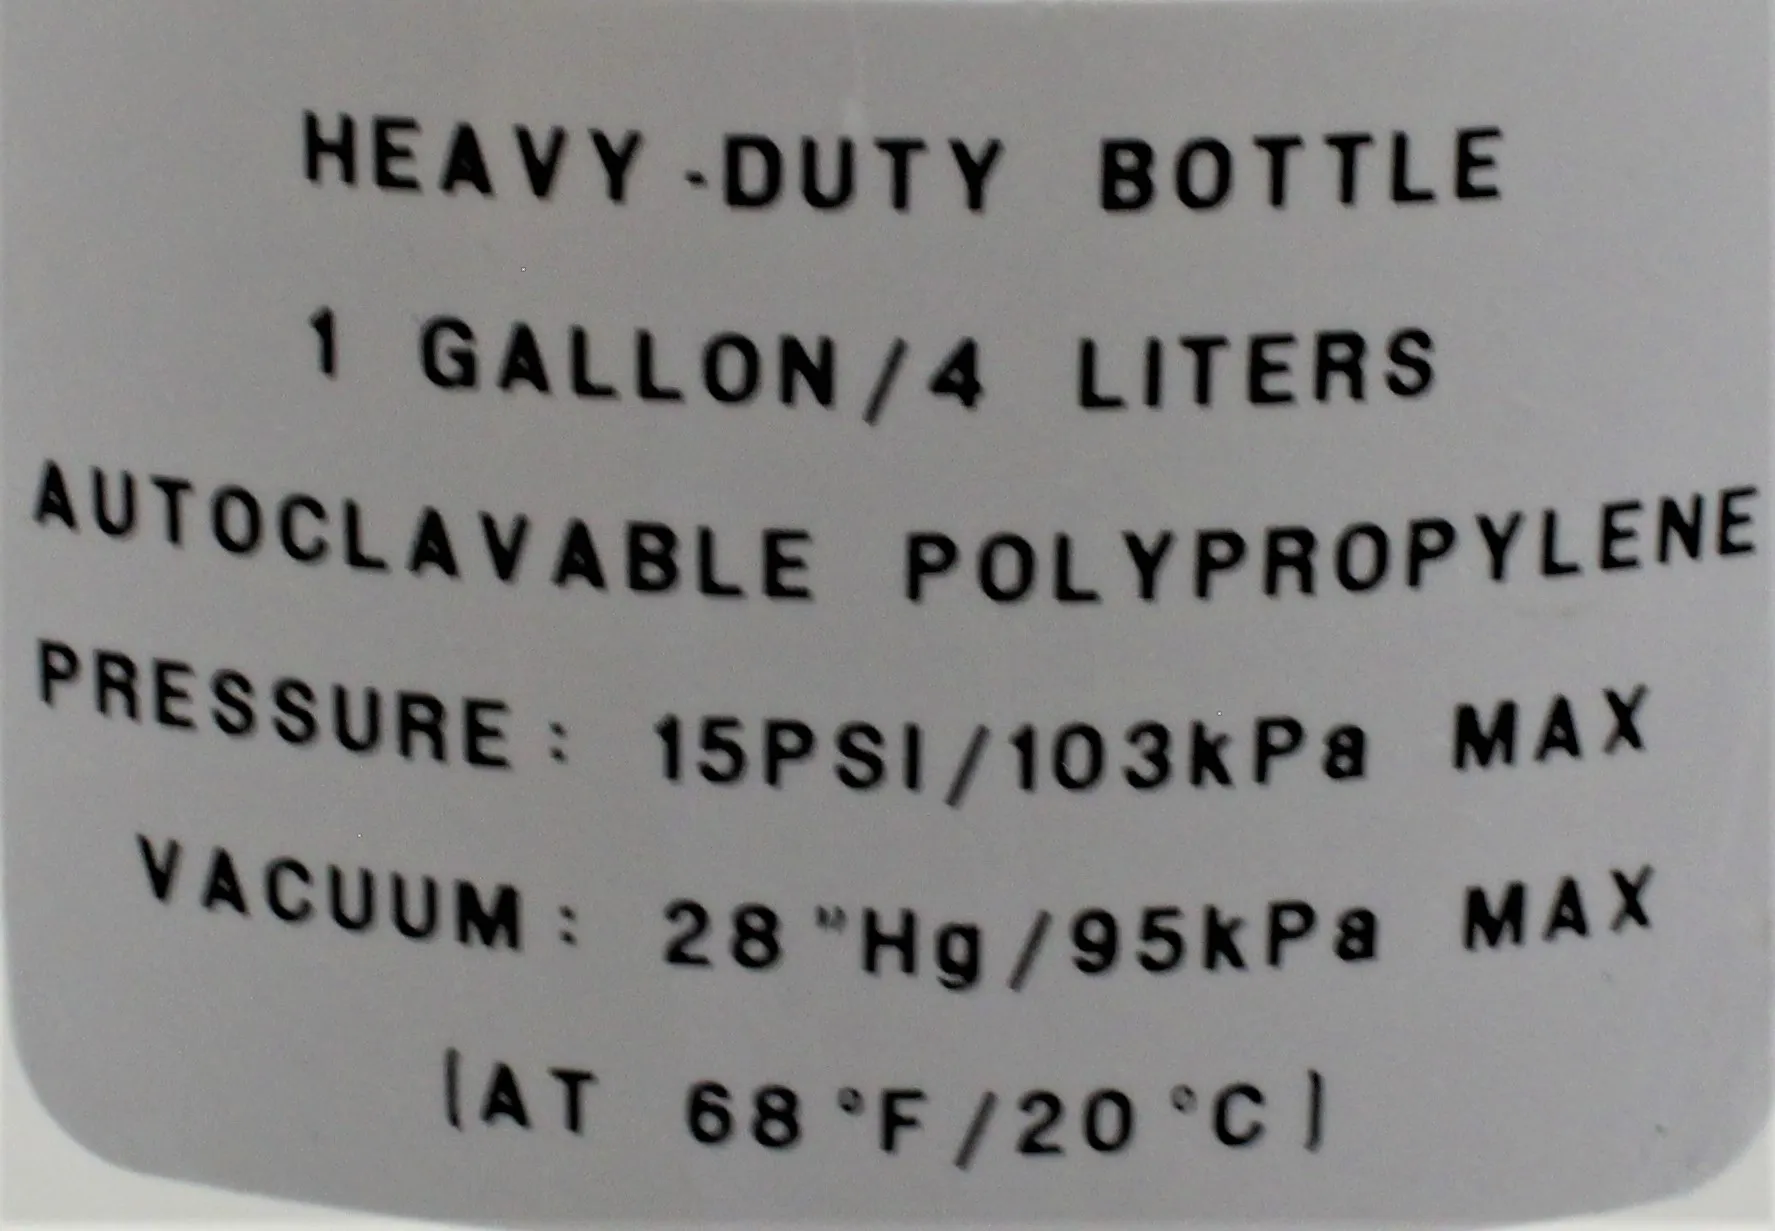 HEAVY-DUTY BOTTLE
1 GALLON/4 LITERS
AUTOCLAVABLE POLYPROPYLENE
PRESSURE: 15PSI/103kPa MAX
VACUUM: 28"Hg/95kPa MAX
(AT 68°F/20°C)